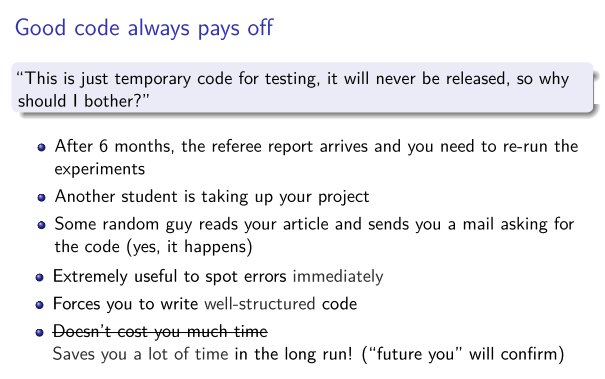 Good code always pays off
“This is just temporary code for testing, it will never be released, so why
should I bother?”
After 6 months, the referee report arrives and you need to re-run the
experiments
Another student is taking up your project
Some random guy reads your article and sends you a mail asking for
the code (yes, it happens)
Extremely useful to spot errors immediately
Forces you to write well-structured code
Doesn't cost you much time
Saves you a lot of time in the long run! (“future you” will confirm)